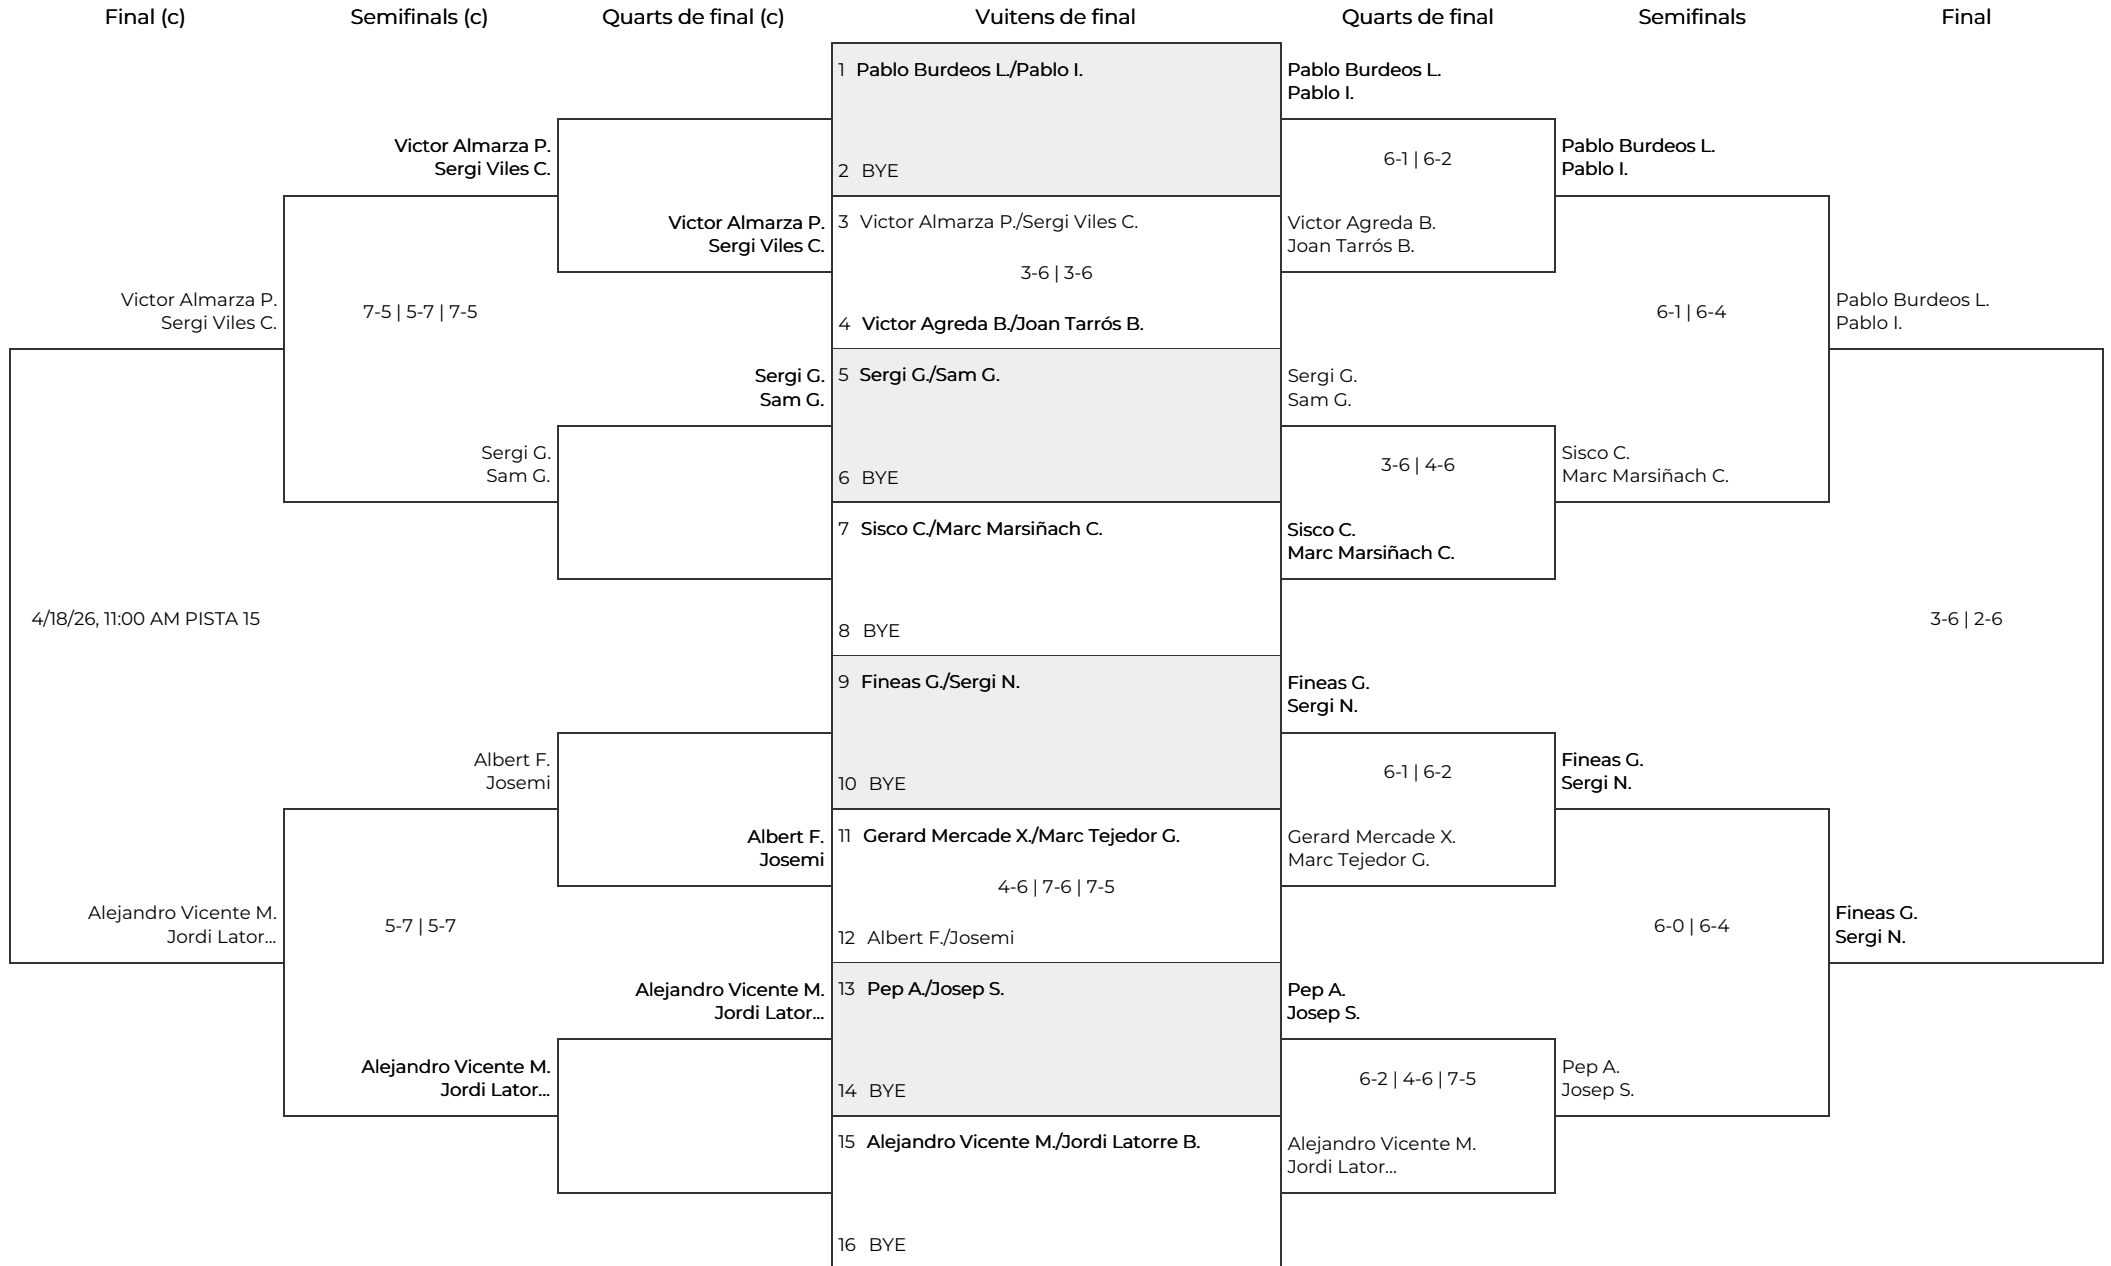 Final (c)
Semifinals (c)
Quarts de final (c)
Vuitens de final
Quarts de final
Semifinals
Final
Victor Almarza P.
Sergi Viles C.
Alejandro Vicente M.
Jordi Lator...
4/18/26, 11:00 AM PISTA 15
Victor Almarza P.
Sergi Viles C.
7-5 | 5-7 | 7-5
Sergi G.
Sam G.
Albert F.
Josemi
5-7 | 5-7
Alejandro Vicente M.
Jordi Lator...
Victor Almarza P.
Sergi Viles C.
Sergi G.
Sam G.
Albert F.
Josemi
Alejandro Vicente M.
Jordi Lator...
1 Pablo Burdeos L./Pablo I.
2 BYE
3 Victor Almarza P./Sergi Viles C.
3-6 | 3-6
4 Victor Agreda B./Joan Tarrós B.
5 Sergi G./Sam G.
6 BYE
7 Sisco C./Marc Marsiñach C.
8 BYE
9 Fineas G./Sergi N.
10 BYE
11 Gerard Mercade X./Marc Tejedor G.
4-6 | 7-6 | 7-5
12 Albert F./Josemi
13 Pep A./Josep S.
14 BYE
15 Alejandro Vicente M./Jordi Latorre B.
16 BYE
Pablo Burdeos L.
Pablo I.
6-1 | 6-2
Victor Agreda B.
Joan Tarrós B.
Sergi G.
Sam G.
3-6 | 4-6
Sisco C.
Marc Marsiñach C.
Fineas G.
Sergi N.
6-1 | 6-2
Gerard Mercade X.
Marc Tejedor G.
Pep A.
Josep S.
6-2 | 4-6 | 7-5
Alejandro Vicente M.
Jordi Lator...
Pablo Burdeos L.
Pablo I.
6-1 | 6-4
Sisco C.
Marc Marsiñach C.
Fineas G.
Sergi N.
6-0 | 6-4
Pep A.
Josep S.
Pablo Burdeos L.
Pablo I.
3-6 | 2-6
Fineas G.
Sergi N.